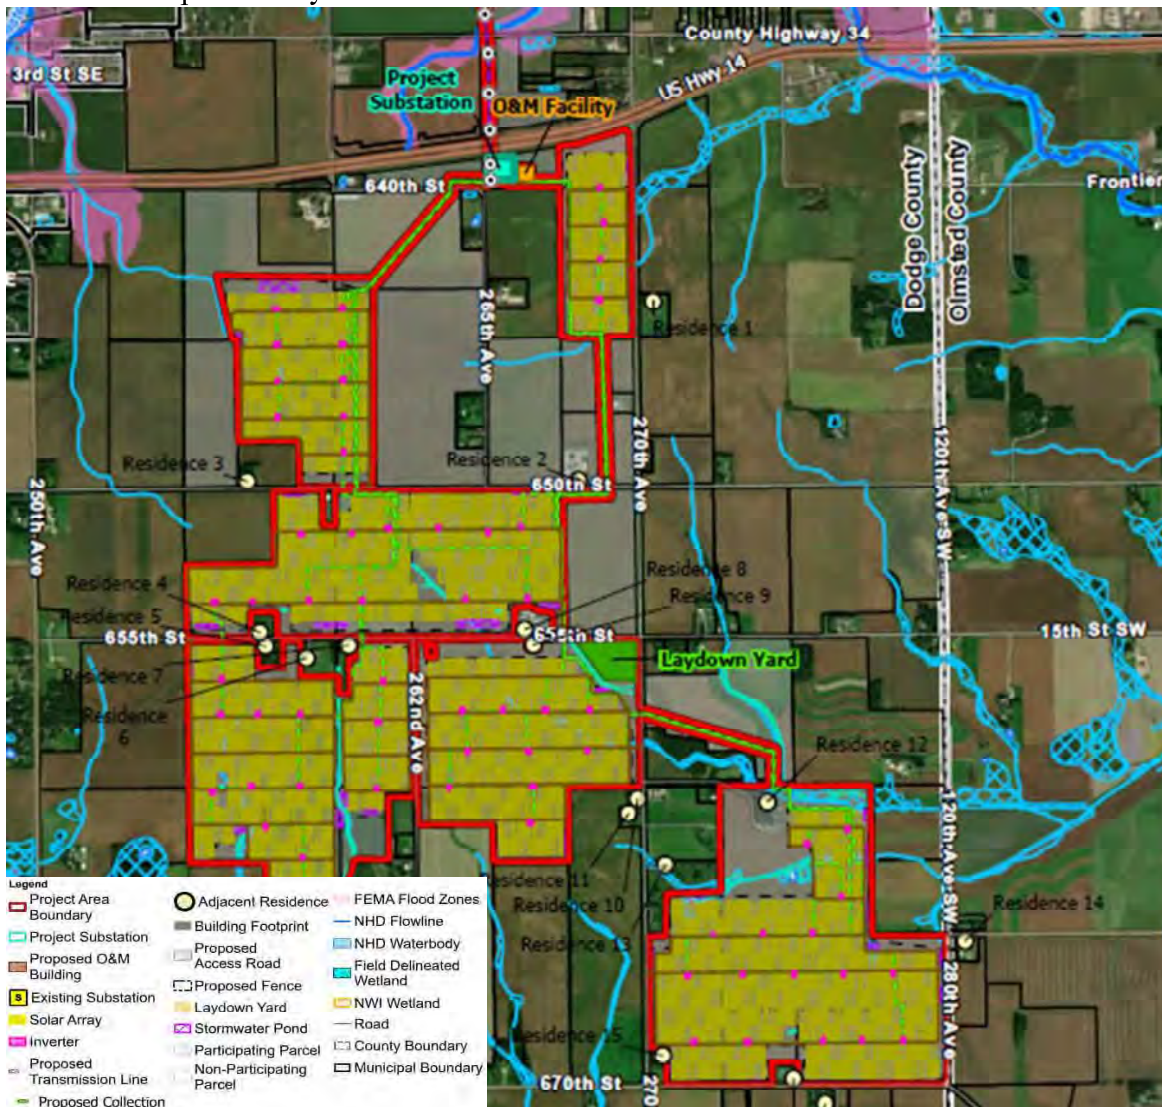 County Highway 34
3rd St SE
Project
Substation
O&M Facility
US Hwy 14
640th St
Frontier
Dodge County
Olmsted County
265th Ave
Residence 1
270th Ave
Residence 3
Residence 2
650th St
250th Ave
120th Ave SW
Residence 4
Residence 8
Residence 5
Residence 9
655th St
655th St
15th St SW
Laydown Yard
Residence 7
262nd Ave
Residence
6
Residence 12
120th Ave SW
Residence 11
Residence 10
Residence 14
Residence 13
280th Ave
Residence 15
670th St
270
Legend
Project Area
Boundary
Project Substation
Proposed O&M
Building
S Existing Substation
Solar Array
Inverter
Proposed
Transmission Line
Proposed Collection
Adjacent Residence
Building Footprint
Proposed
Access Road
Proposed Fence
Laydown Yard
Stormwater Pond
Participating Parcel
Non-Participating
Parcel
FEMA Flood Zones
NHD Flowline
NHD Waterbody
Field Delineated
Wetland
NWI Wetland
Road
County Boundary
Municipal Boundary